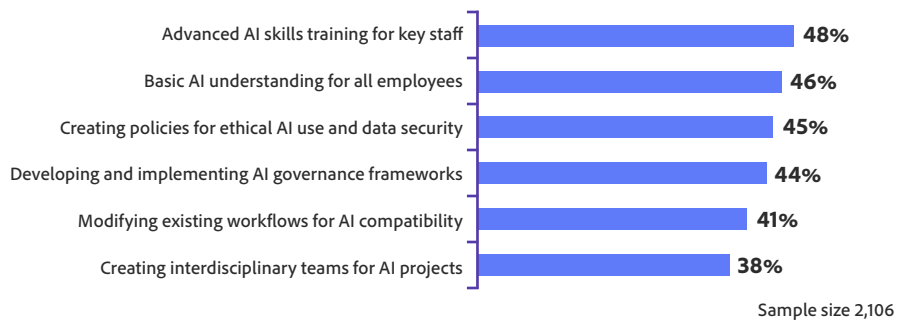 Advanced AI skills training for key staff 48%
Basic AI understanding for all employees 46%
Creating policies for ethical AI use and data security 45%
Developing and implementing AI governance frameworks 44%
Modifying existing workflows for AI compatibility 41%
Creating interdisciplinary teams for AI projects 38%
Sample size 2,106